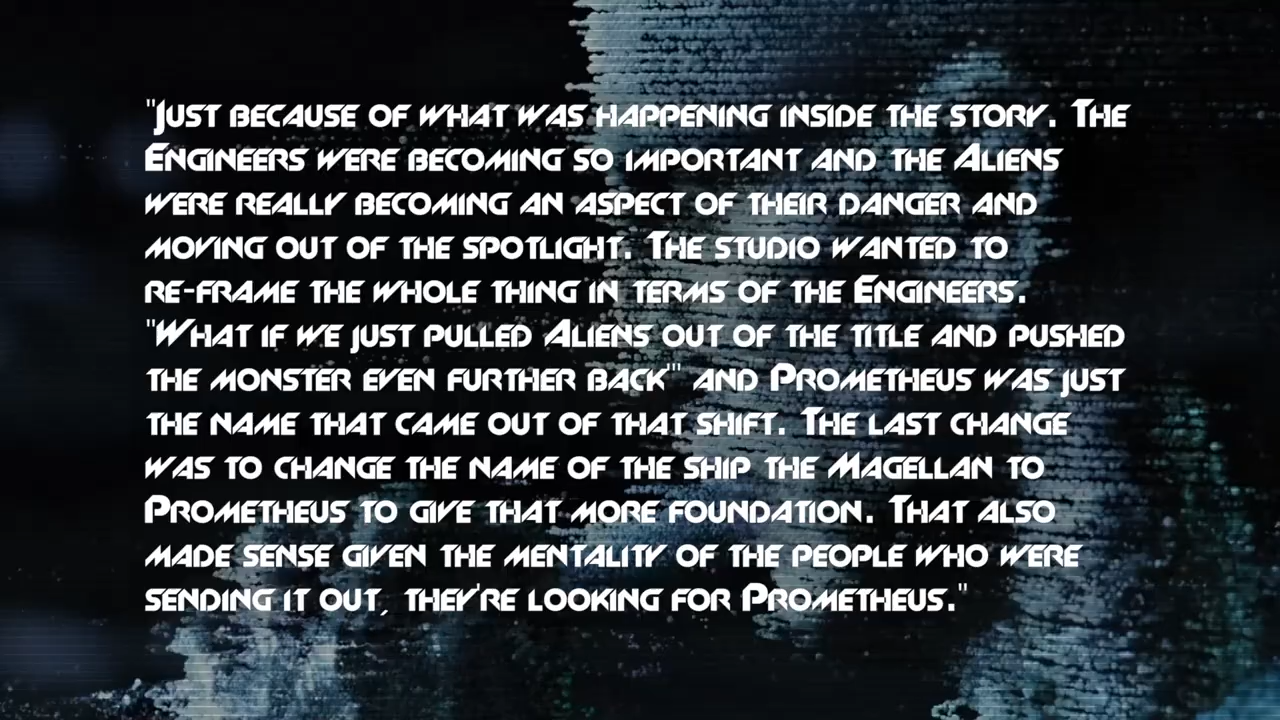 "Just because of what was happening inside the story. The
Engineers were becoming so important and the Aliens
were really becoming an aspect of their danger and
moving out of the spotlight. The studio wanted to
re-frame the whole thing in terms of the Engineers.
"What if we just pulled Aliens out of the title and pushed
the monster even further back" and Prometheus was just
the name that came out of that shift. The last change
was to change the name of the ship the Magellan to
Prometheus to give that more foundation. That also
made sense given the mentality of the people who were
sending it out, they're looking for Prometheus."